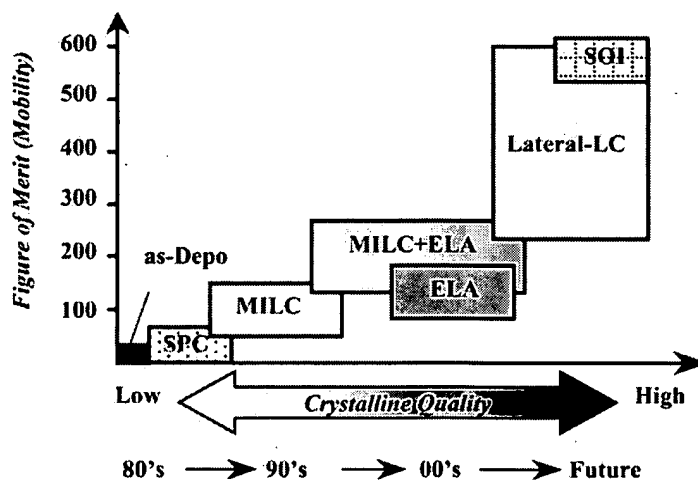 Figure of Merit (Mobility)
600
500
400
300
200
100
SOI
Lateral-LC
MILC+ELA
ELA
as-Depo
MILC
SPC
Low
Crystalline Quality
High
80's
90's
00's
Future